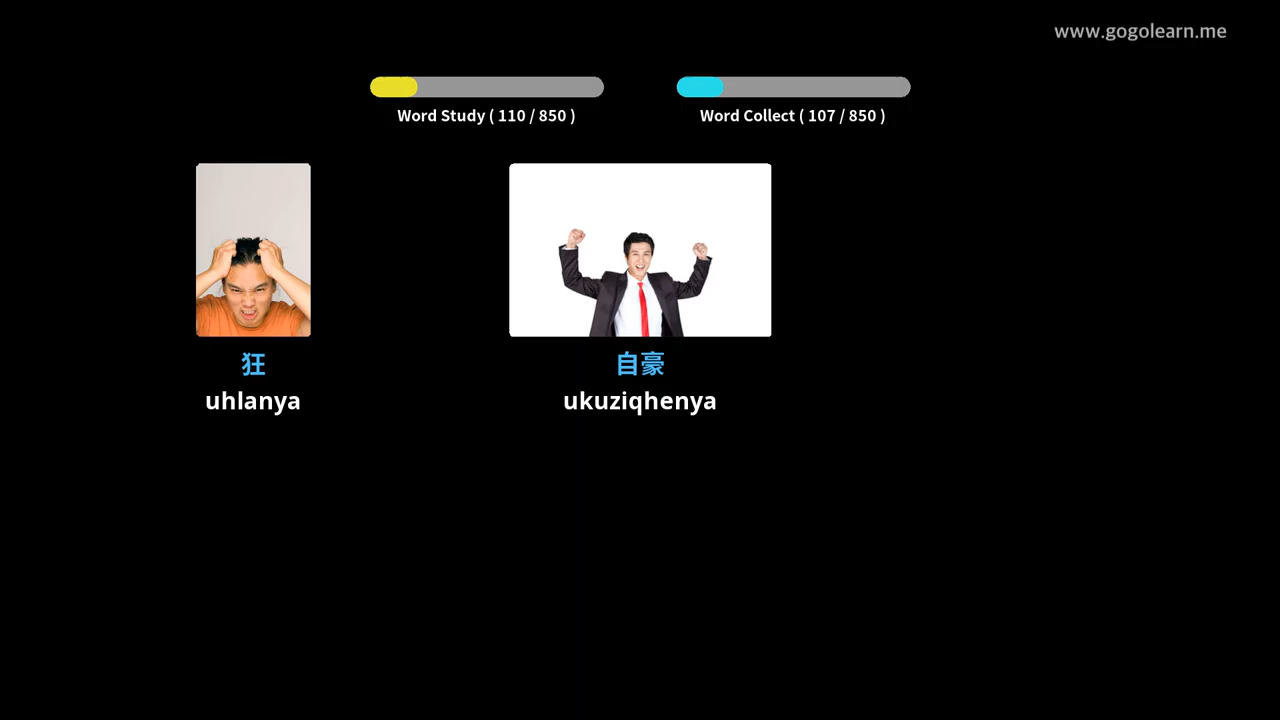 www.gogolearn.me
Word Study ( 110 / 850 )
Word Collect ( 107 / 850 )
狂
uhlanya
自豪
ukuziqhenya